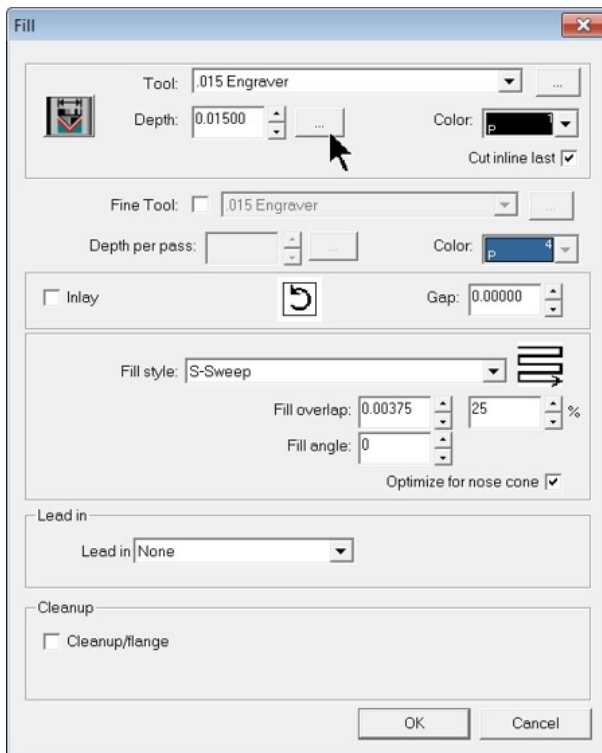 Fill
Tool: .015 Engraver ...
Depth: 0.01500 ... Color: P 1
Cut inline last
Fine Tool: .015 Engraver ...
Depth per pass: ... Color: P 4
Inlay Gap: 0.00000
Fill style: S-Sweep
Fill overlap: 0.00375 25 %
Fill angle: 0
Optimize for nose cone
Lead in
Lead in None
Cleanup
Cleanup/flange
OK Cancel